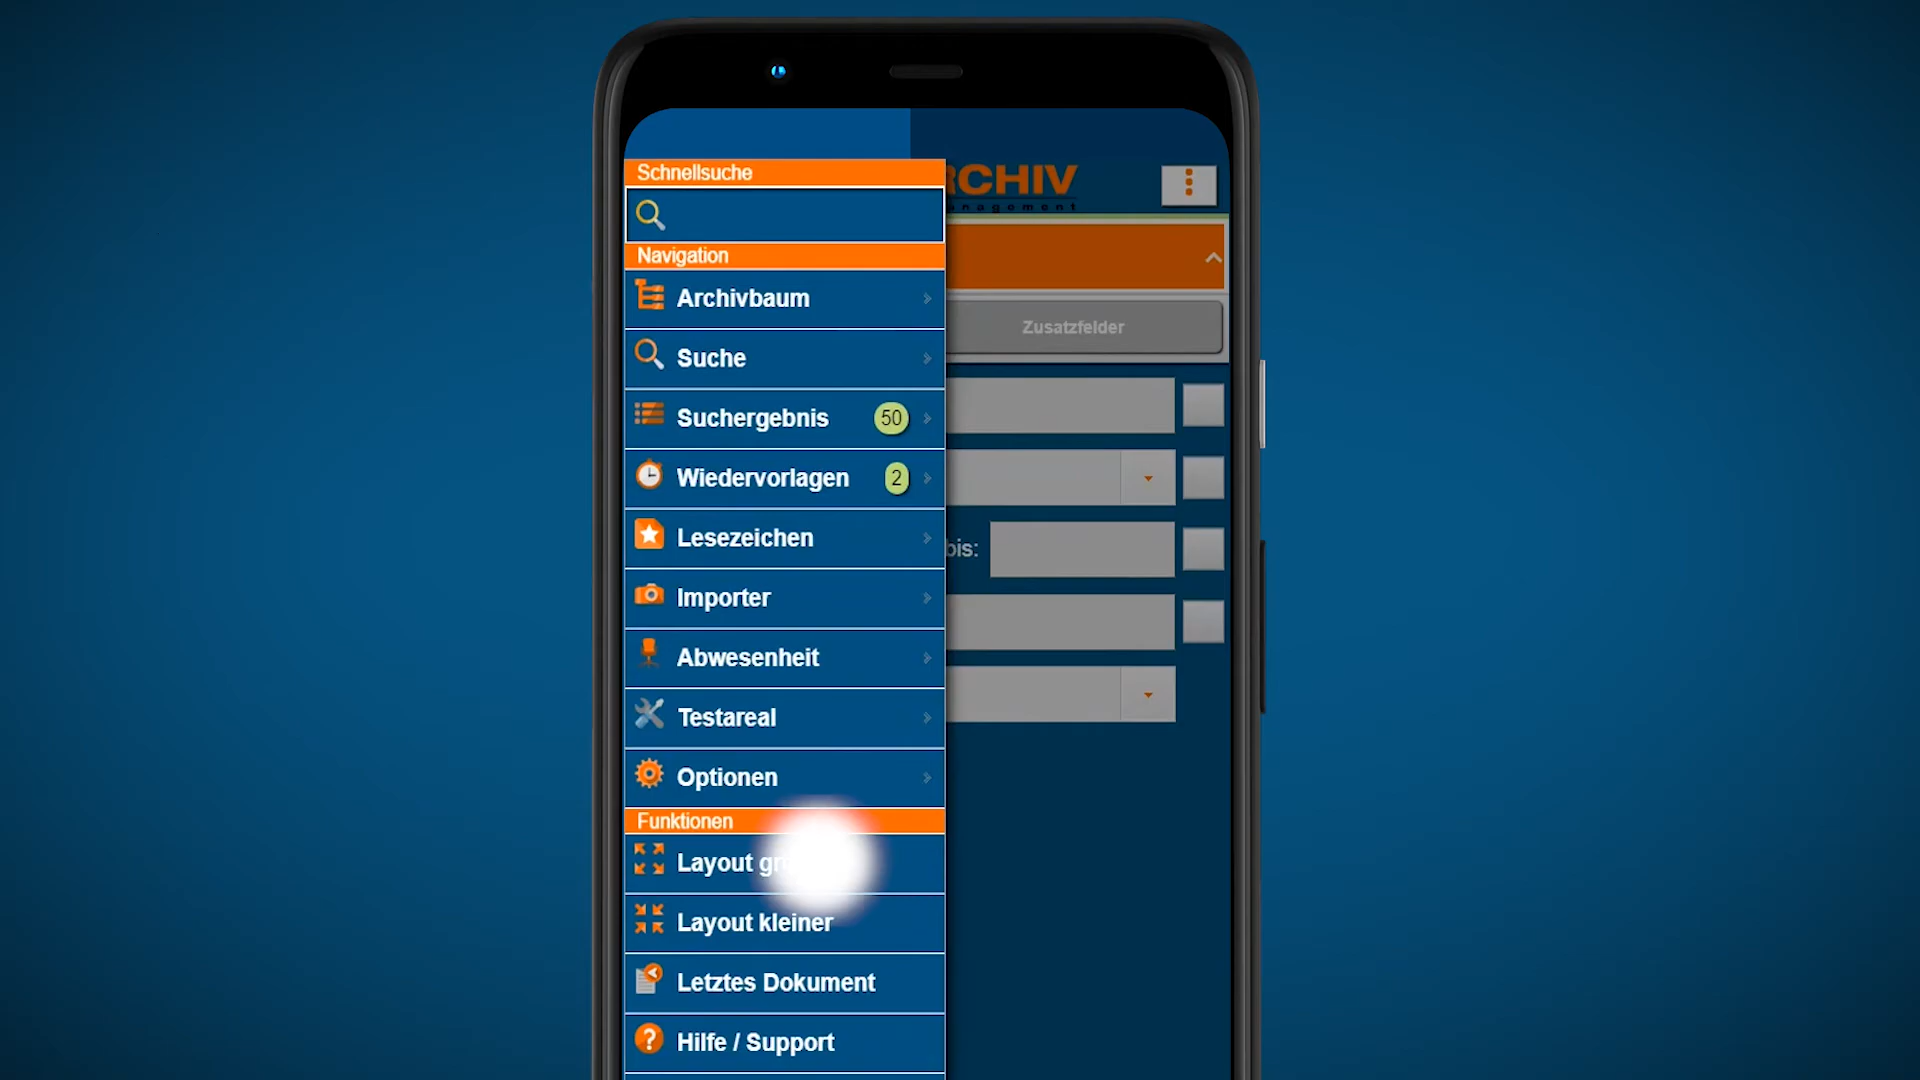 Schnellsuche
Navigation
Archivbaum
Suche
Suchergebnis 50
Wiedervorlagen 2
Lesezeichen
Importer
Abwesenheit
Testareal
Optionen
Funktionen
Layout
Layout kleiner
Letztes Dokument
Hilfe / Support
RCHIV
nagement
Zusatzfelder
bis: